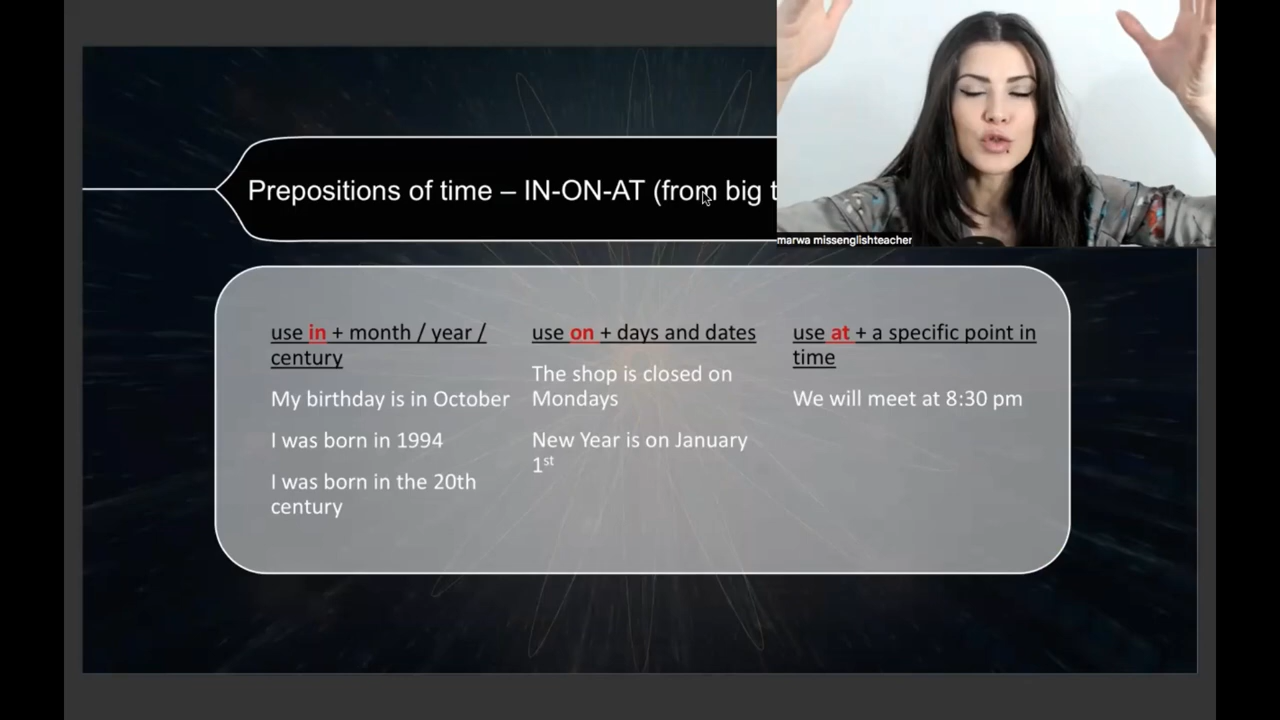 Prepositions of time – IN-ON-AT (from big
marwa missenglishteacher
use in + month / year /
century
My birthday is in October
I was born in 1994
I was born in the 20th
century
use on + days and dates
The shop is closed on
Mondays
New Year is on January
1st
use at + a specific point in
time
We will meet at 8:30 pm